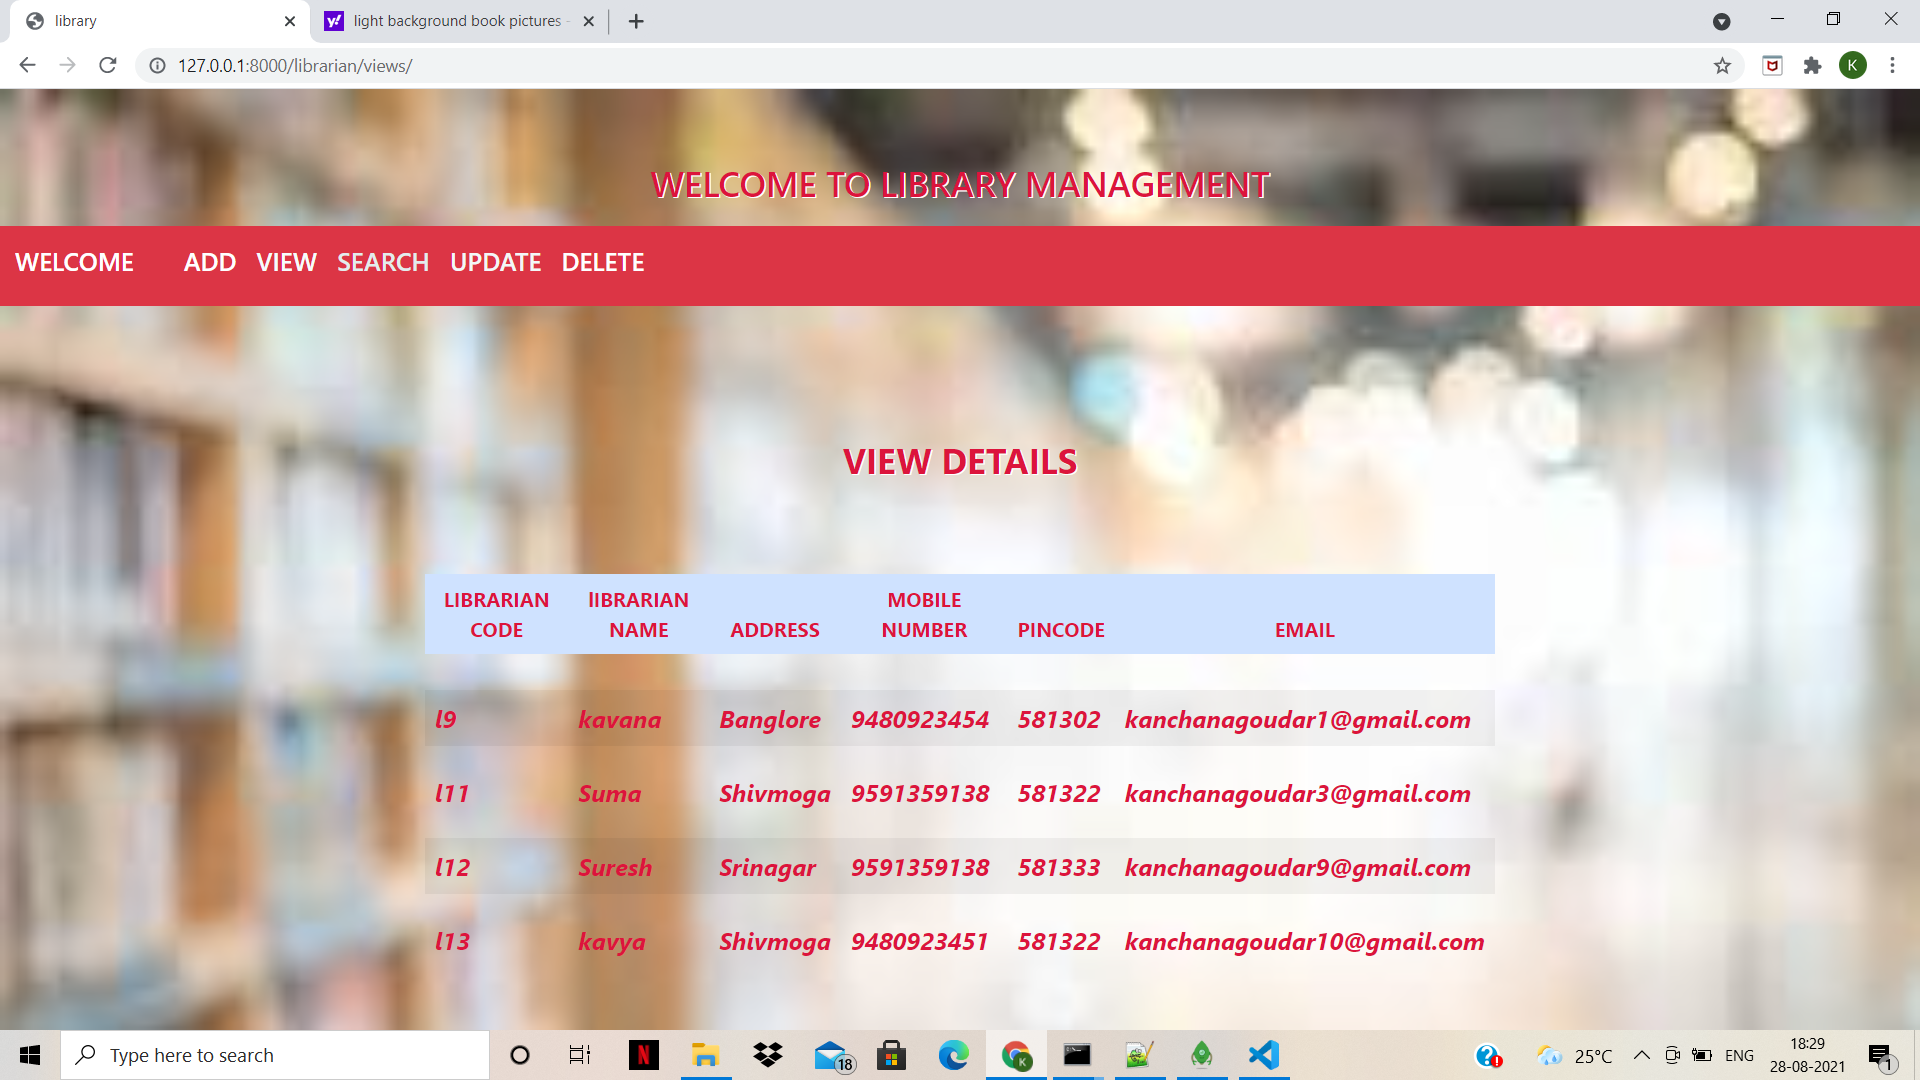 library
light background book pictures -
127.0.0.1:8000/librarian/views/
K
WELCOME TO LIBRARY MANAGEMENT
WELCOME ADD VIEW SEARCH UPDATE DELETE
VIEW DETAILS
LIBRARIAN CODE lIBRARIAN NAME ADDRESS MOBILE NUMBER PINCODE EMAIL
l9 kavana Banglore 9480923454 581302 kanchanagoudar1@gmail.com
l11 Suma Shivmoga 9591359138 581322 kanchanagoudar3@gmail.com
l12 Suresh Srinagar 9591359138 581333 kanchanagoudar9@gmail.com
l13 kavya Shivmoga 9480923451 581322 kanchanagoudar10@gmail.com
Type here to search
18
25°C
ENG
18:29
28-08-2021
1